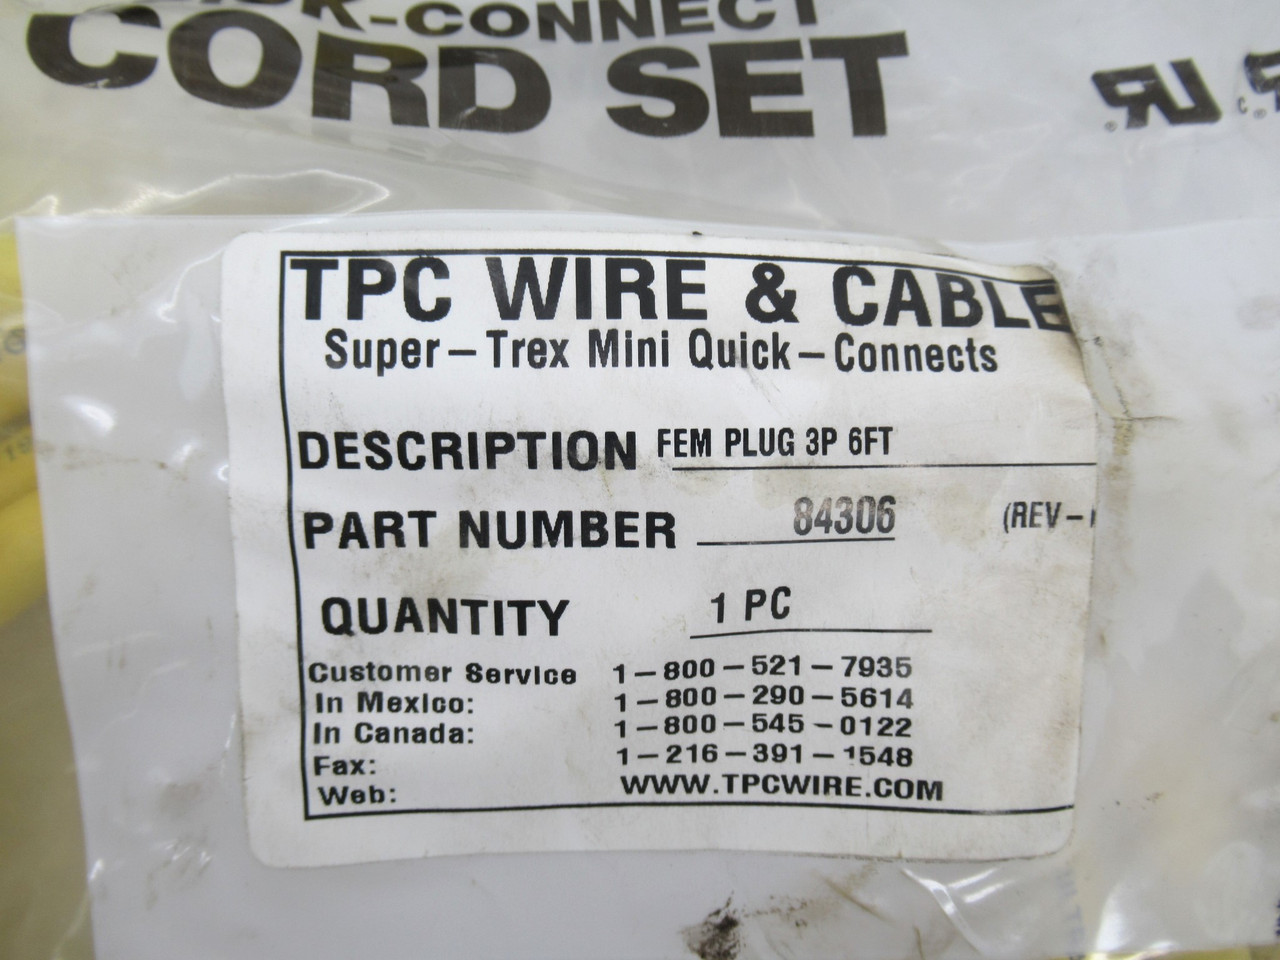 -CONNECT
CORD SET
TPC WIRE & CABLE
Super-Trex Mini Quick-Connects
DESCRIPTION FEM PLUG 3P 6FT
PART NUMBER 84306 (REV-
QUANTITY 1 PC
Customer Service 1-800-521-7935
In Mexico: 1-800-290-5614
In Canada: 1-800-545-0122
Fax: 1-216-391-1548
Web: WWW.TPCWIRE.COM